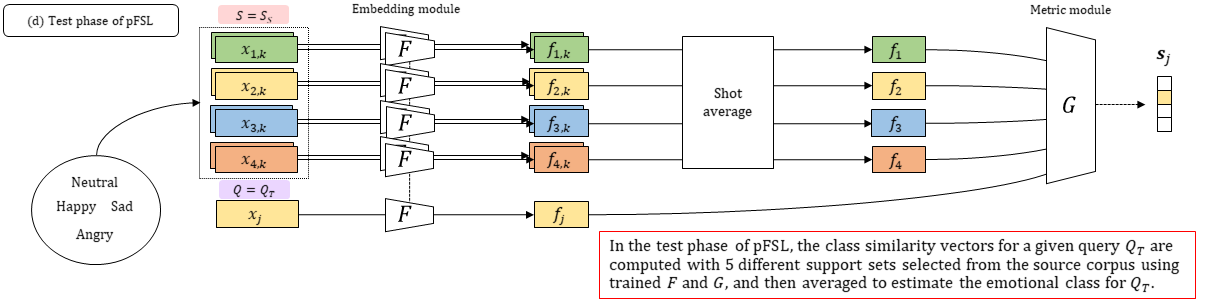 (d) Test phase of pFSL
S = S_S
Embedding module
Metric module
x_{1,k} F f_{1,k} f_1
x_{2,k} F f_{2,k} f_2
x_{3,k} F f_{3,k} f_3
x_{4,k} F f_{4,k} f_4
Shot
average
G
s_j
Neutral
Happy Sad
Angry
Q = Q_T
x_j F f_j
In the test phase of pFSL, the class similarity vectors for a given query Q_T are
computed with 5 different support sets selected from the source corpus using
trained F and G, and then averaged to estimate the emotional class for Q_T.